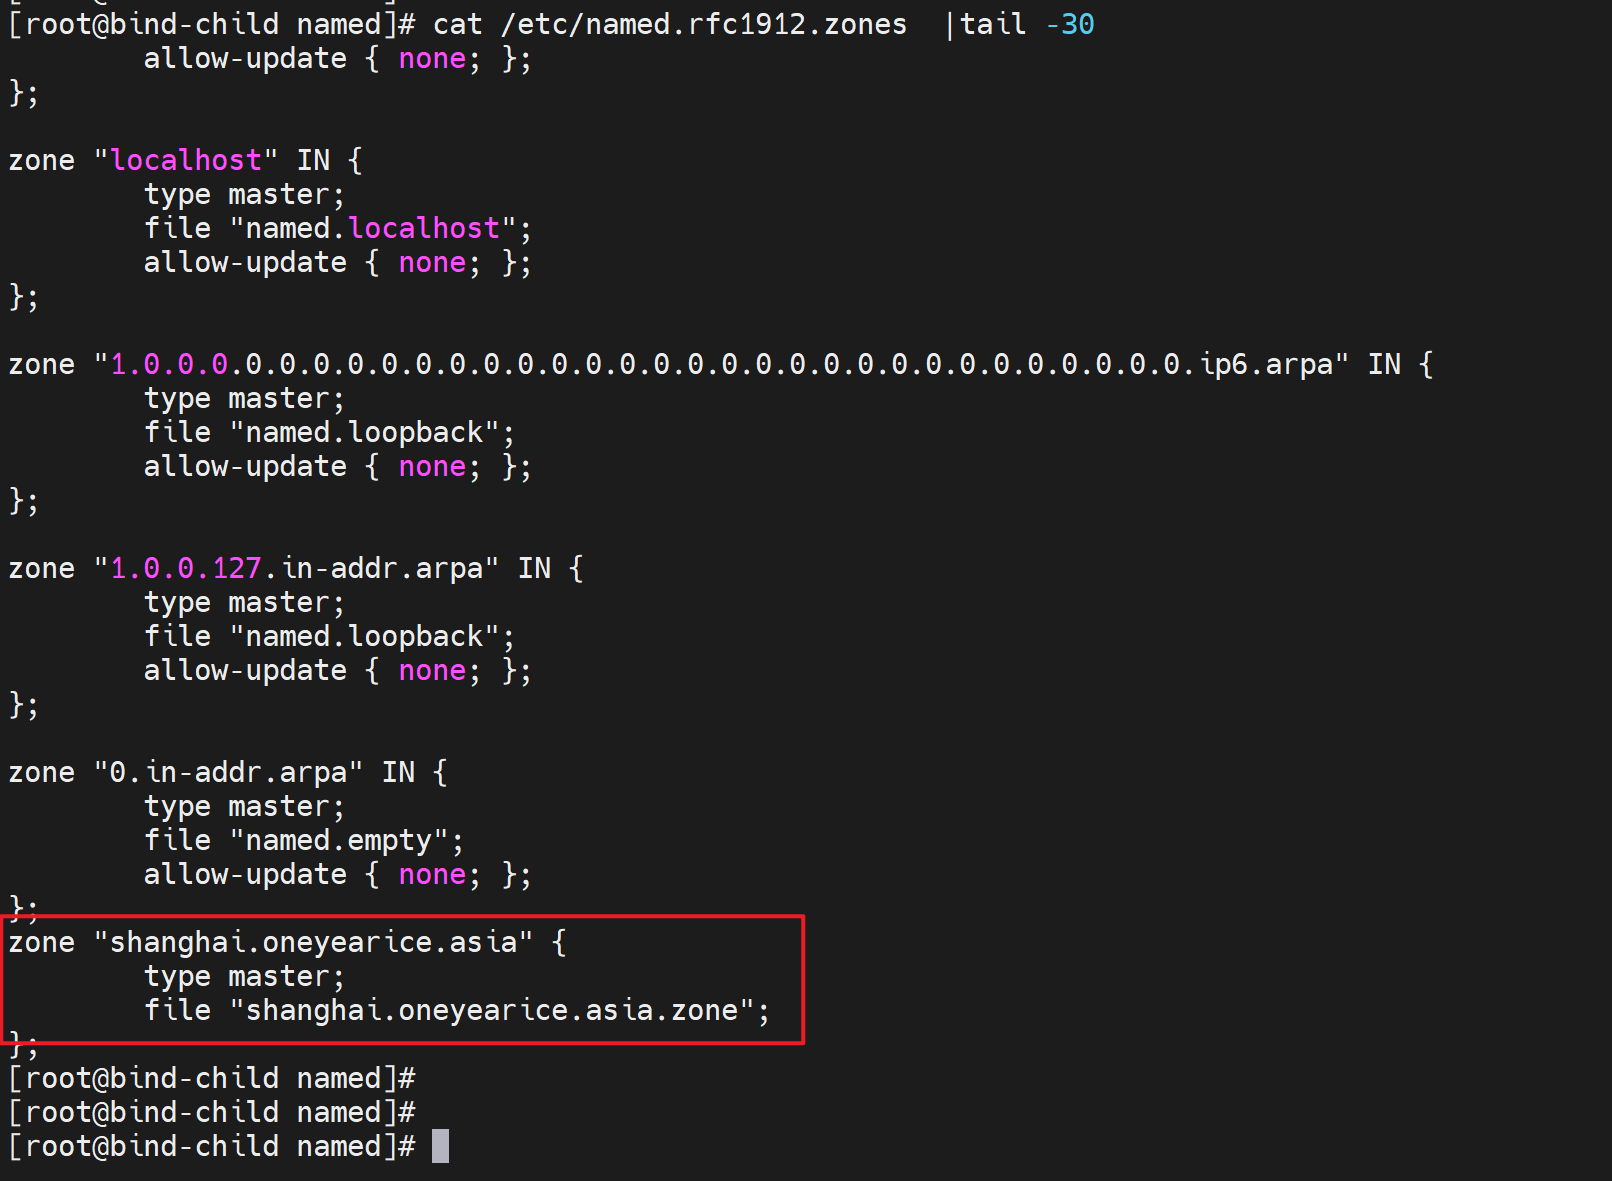 [root@bind-child named]# cat /etc/named.rfc1912.zones  |tail -30
        allow-update { none; };
};

zone "localhost" IN {
        type master;
        file "named.localhost";
        allow-update { none; };
};

zone "1.0.0.0.0.0.0.0.0.0.0.0.0.0.0.0.0.0.0.0.0.0.0.0.0.0.0.0.0.0.0.0.ip6.arpa" IN {
        type master;
        file "named.loopback";
        allow-update { none; };
};

zone "1.0.0.127.in-addr.arpa" IN {
        type master;
        file "named.loopback";
        allow-update { none; };
};

zone "0.in-addr.arpa" IN {
        type master;
        file "named.empty";
        allow-update { none; };
};
zone "shanghai.oneyearice.asia" {
        type master;
        file "shanghai.oneyearice.asia.zone";
};
[root@bind-child named]#
[root@bind-child named]#
[root@bind-child named]#